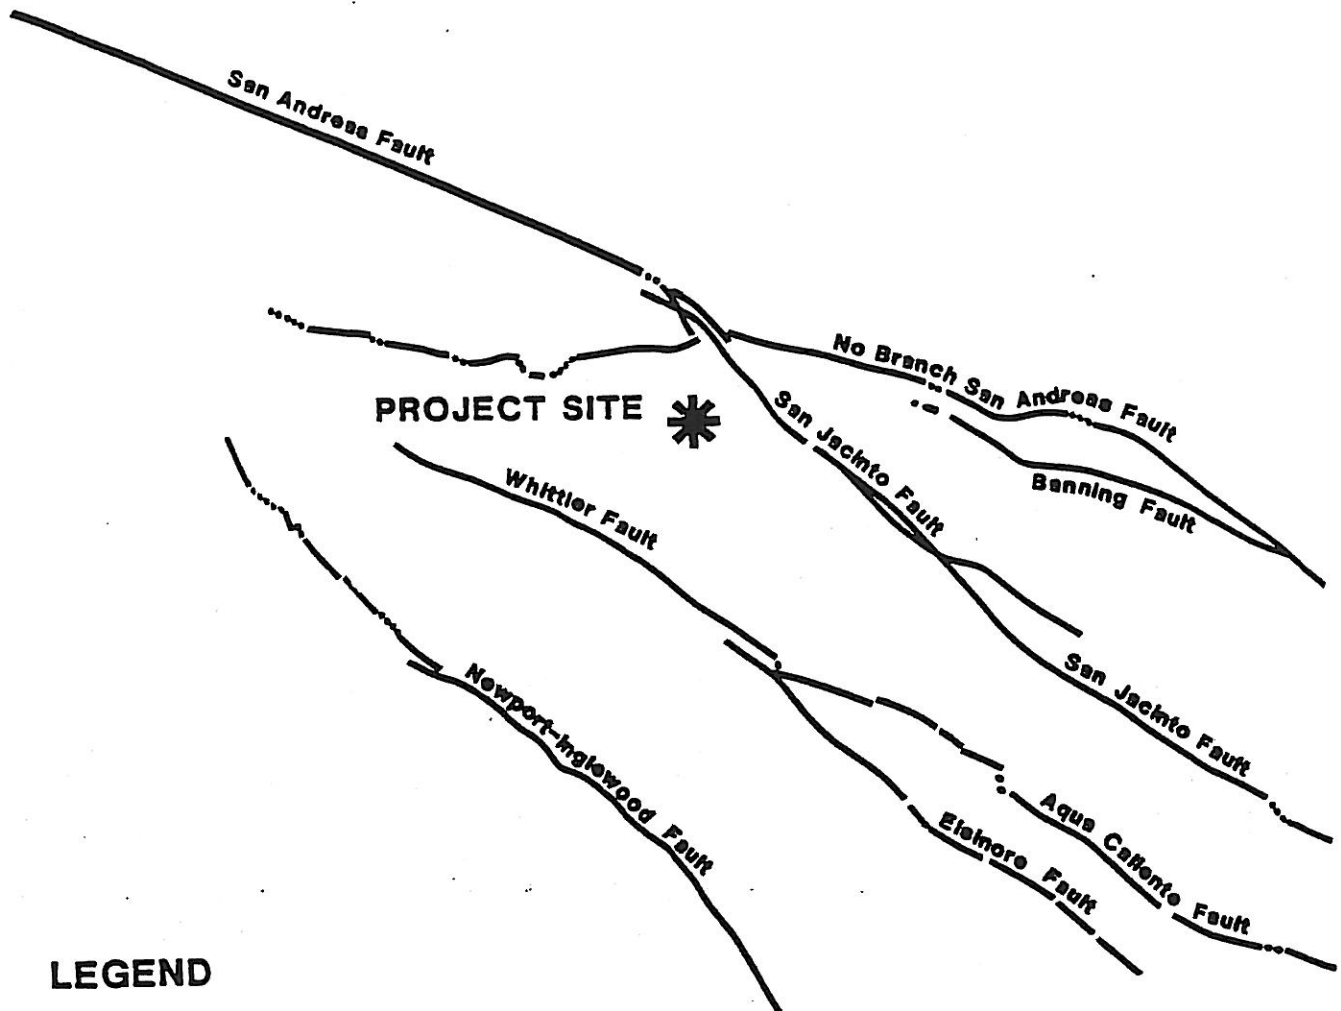 San Andreas Fault
No Branch San Andreas Fault
PROJECT SITE
San Jacinto Fault
Banning Fault
Whittier Fault
San Jacinto Fault
Newport-Inglewood Fault
Aqua Caliente Fault
Elsinore Fault
LEGEND